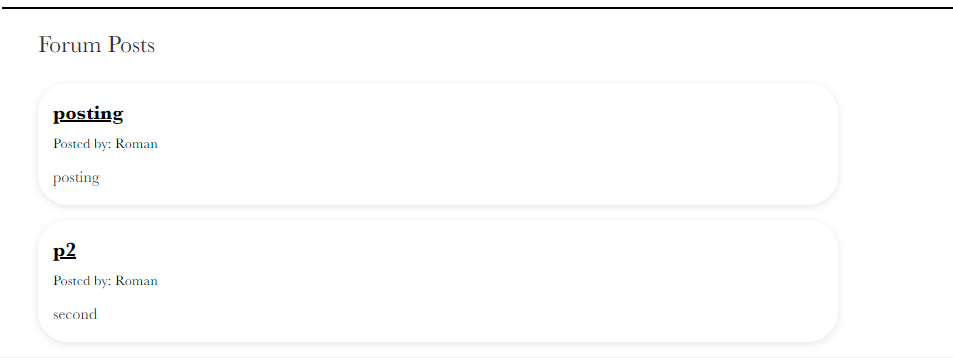 Forum Posts
posting
Posted by: Roman
posting
p2
Posted by: Roman
second